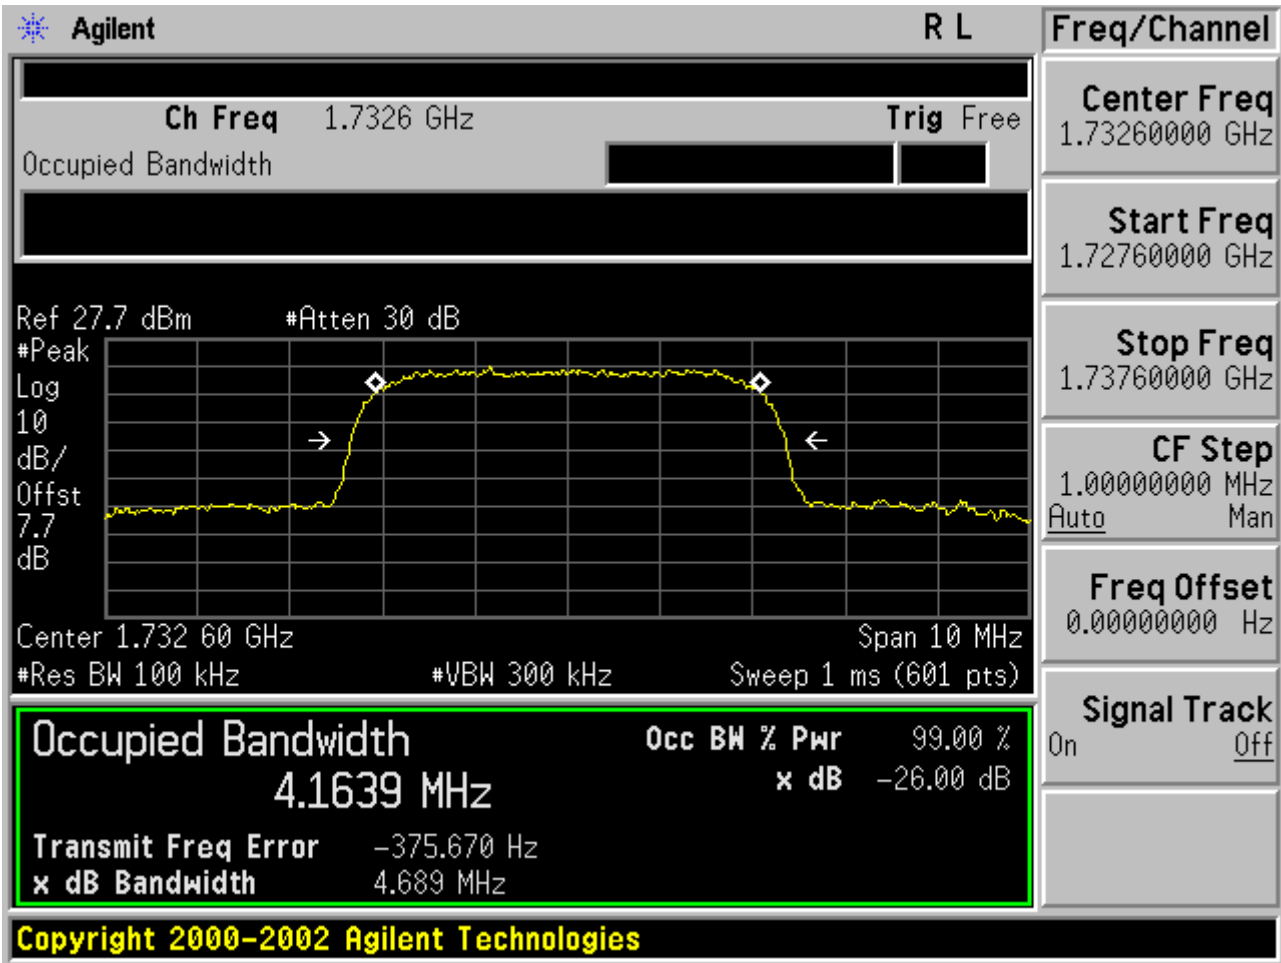 Agilent R L
Freq/Channel
Ch Freq 1.7326 GHz Trig Free
Occupied Bandwidth
Center Freq
1.73260000 GHz
Start Freq
1.72760000 GHz
Stop Freq
1.73760000 GHz
CF Step
1.00000000 MHz
Auto Man
Freq Offset
0.00000000 Hz
Signal Track
On Off
Ref 27.7 dBm #Atten 30 dB
#Peak
Log
10
dB/
Offst
7.7
dB
Center 1.732 60 GHz Span 10 MHz
#Res BW 100 kHz #VBW 300 kHz Sweep 1 ms (601 pts)
Occupied Bandwidth
4.1639 MHz
Occ BW % Pwr 99.00 %
x dB -26.00 dB
Transmit Freq Error -375.670 Hz
x dB Bandwidth 4.689 MHz
Copyright 2000-2002 Agilent Technologies